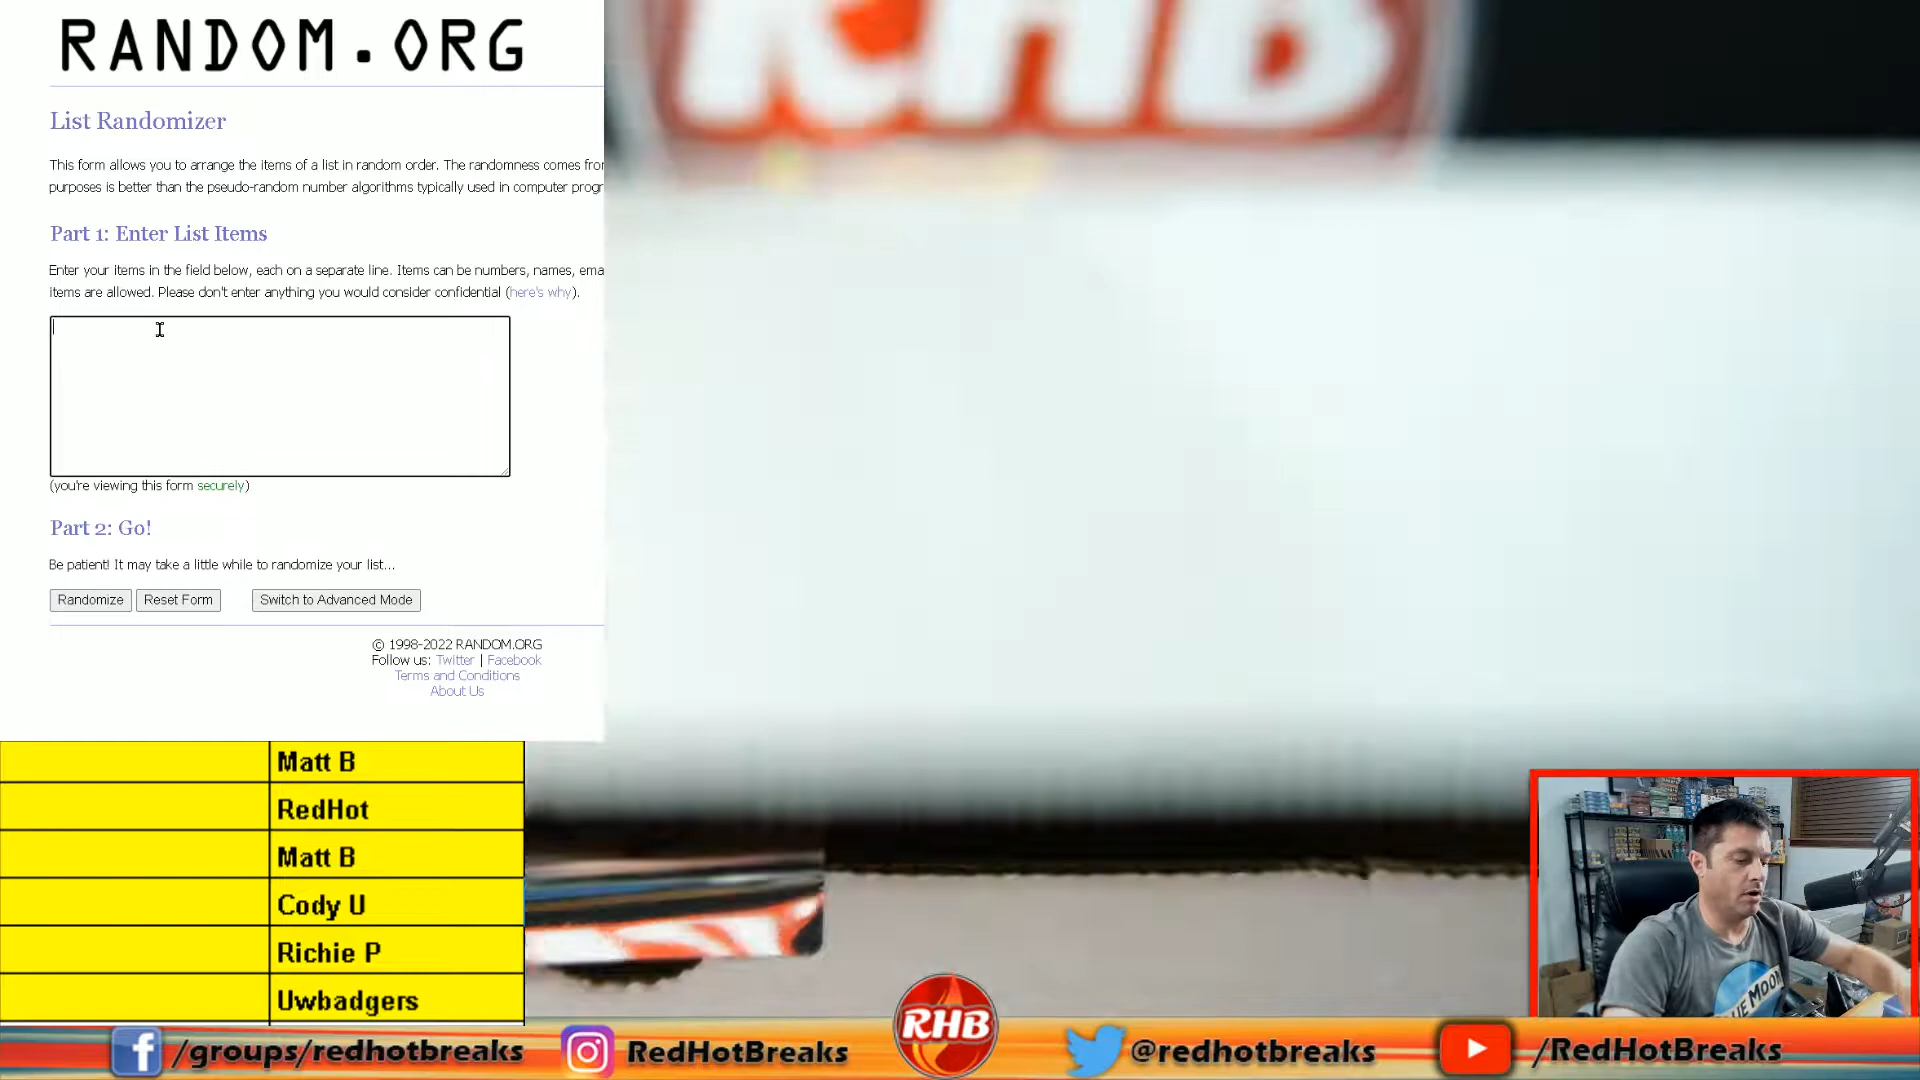 RANDOM.ORG
RHB
List Randomizer
This form allows you to arrange the items of a list in random order. The randomness comes from
purposes is better than the pseudo-random number algorithms typically used in computer progr
Part 1: Enter List Items
Enter your items in the field below, each on a separate line. Items can be numbers, names, ema
items are allowed. Please don't enter anything you would consider confidential (here's why).
(you're viewing this form securely)
Part 2: Go!
Be patient! It may take a little while to randomize your list...
Randomize Reset Form Switch to Advanced Mode
© 1998-2022 RANDOM.ORG
Follow us: Twitter | Facebook
Terms and Conditions
About Us
Matt B
RedHot
Matt B
Cody U
Richie P
Uwbadgers
UE MOON
f /groups/redhotbreaks RedHotBreaks RHB @redhotbreaks /RedHotBreaks